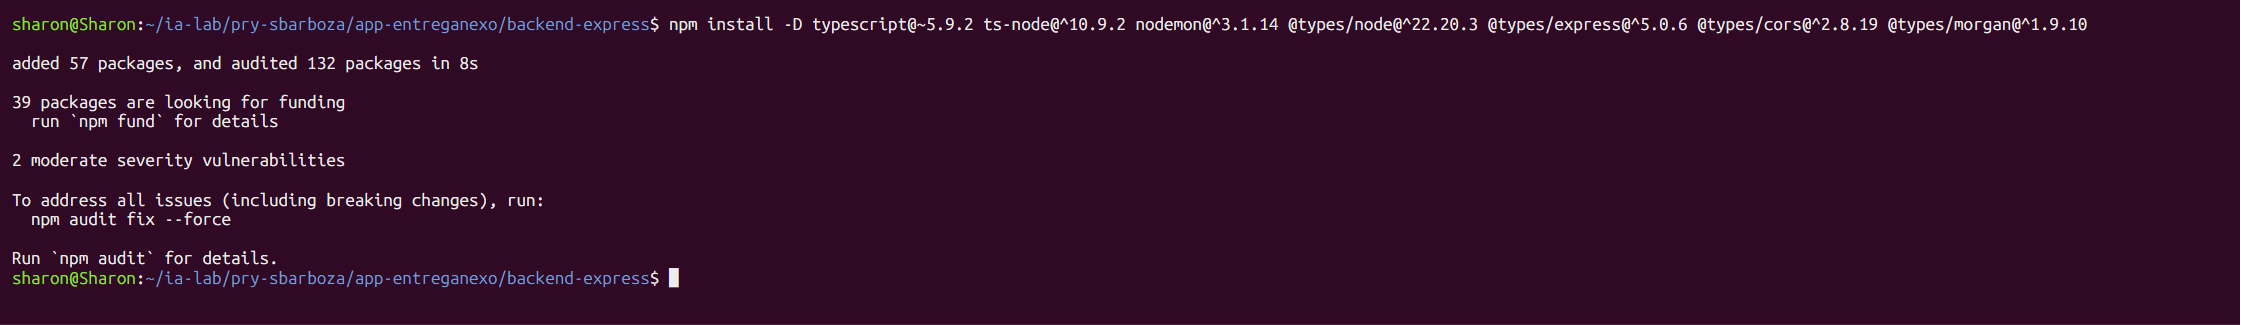 sharon@Sharon:~/ia-lab/pry-sbarboza/app-entreganexo/backend-express$ npm install -D typescript@~5.9.2 ts-node@^10.9.2 nodemon@^3.1.14 @types/node@^22.20.3 @types/express@^5.0.6 @types/cors@^2.8.19 @types/morgan@^1.9.10
added 57 packages, and audited 132 packages in 8s
39 packages are looking for funding
  run `npm fund` for details
2 moderate severity vulnerabilities
To address all issues (including breaking changes), run:
  npm audit fix --force
Run `npm audit` for details.
sharon@Sharon:~/ia-lab/pry-sbarboza/app-entreganexo/backend-express$